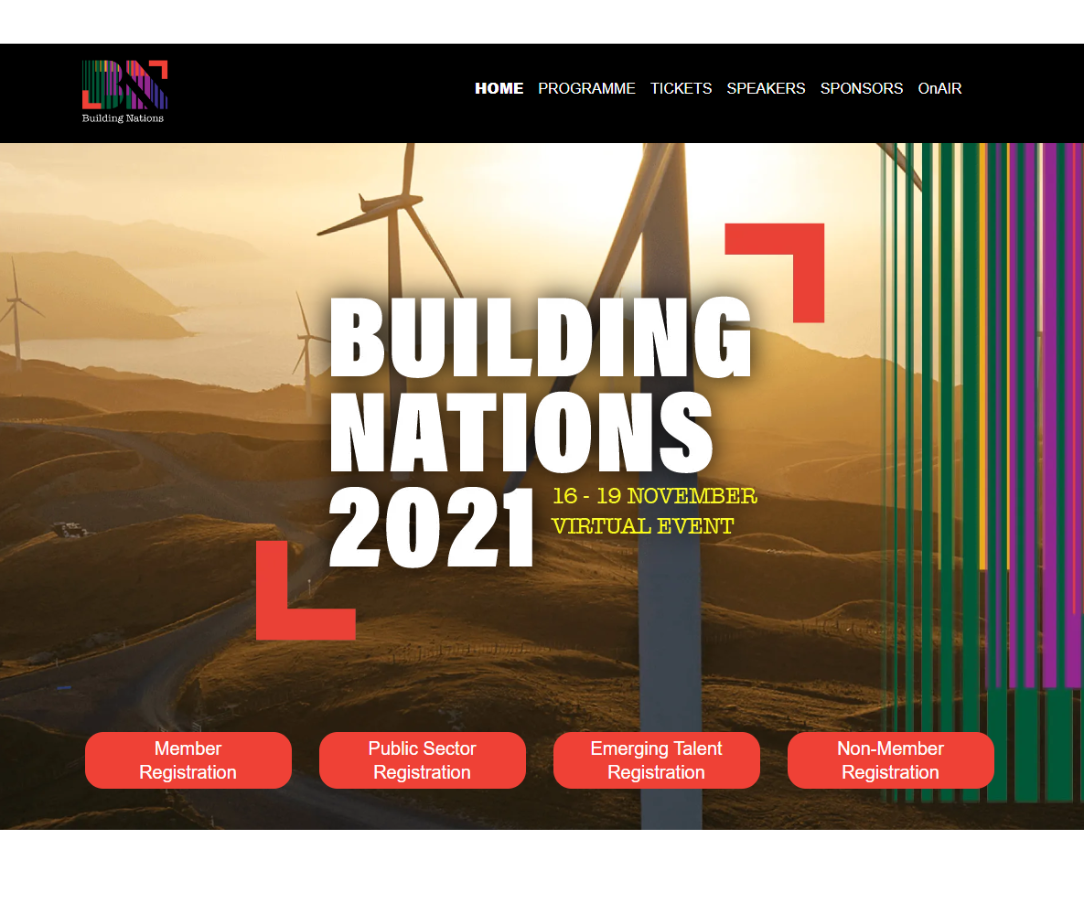 BN
Building Nations
HOME PROGRAMME TICKETS SPEAKERS SPONSORS OnAIR
BUILDING
NATIONS
2021
16 - 19 NOVEMBER
VIRTUAL EVENT
Member
Registration
Public Sector
Registration
Emerging Talent
Registration
Non-Member
Registration